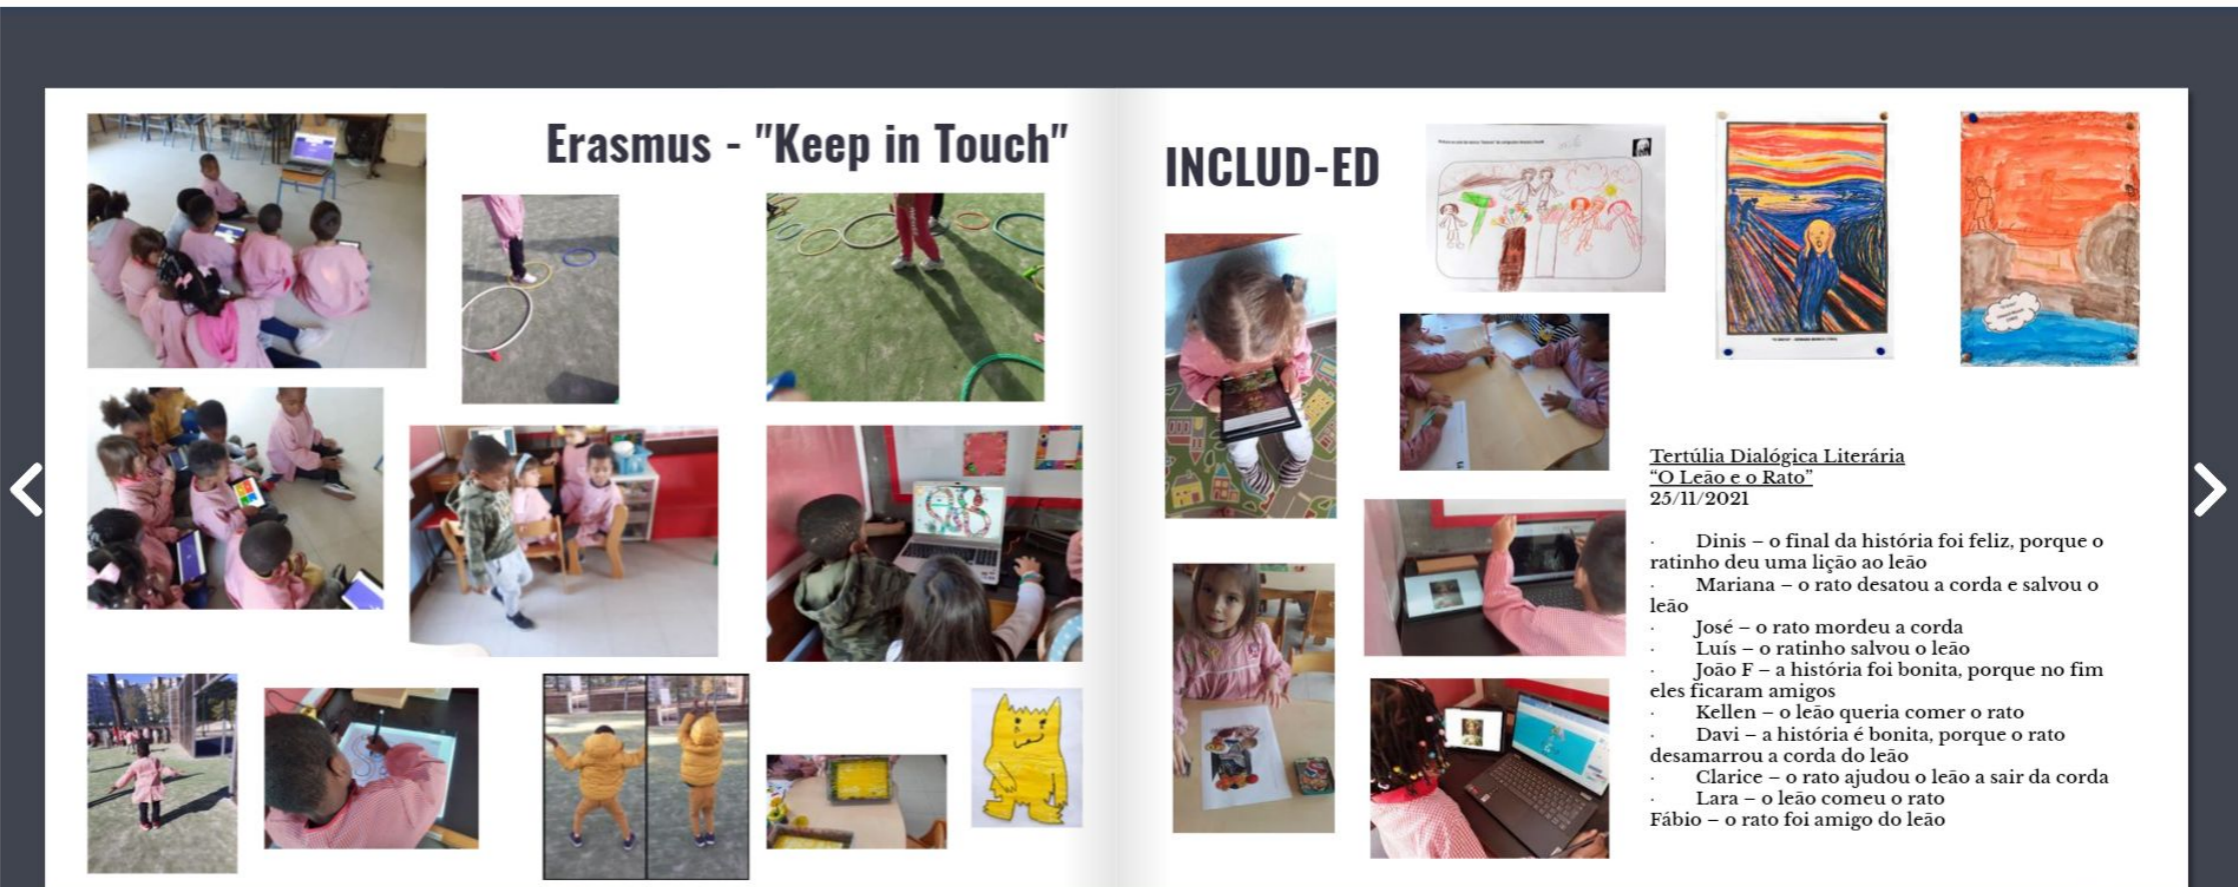 Erasmus - "Keep in Touch"
INCLUD-ED
Tertúlia Dialógica Literária
“O Leão e o Rato”
25/11/2021
· Dinis – o final da história foi feliz, porque o
ratinho deu uma lição ao leão
· Mariana – o rato desatou a corda e salvou o
leão
· José – o rato mordeu a corda
· Luís – o ratinho salvou o leão
· João F – a história foi bonita, porque no fim
eles ficaram amigos
· Kellen – o leão queria comer o rato
· Davi – a história é bonita, porque o rato
desamarrou a corda do leão
· Clarice – o rato ajudou o leão a sair da corda
· Lara – o leão comeu o rato
Fábio – o rato foi amigo do leão